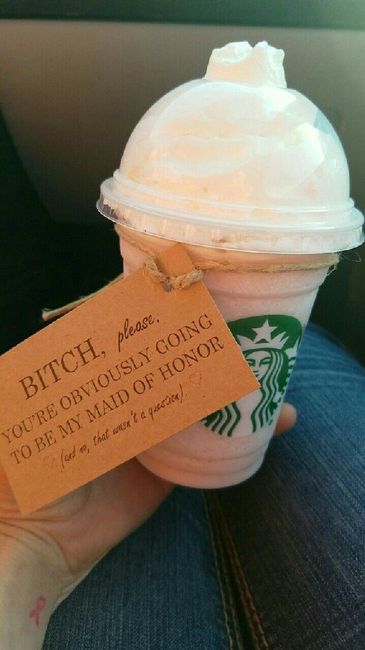 BITCH, please.
YOU'RE OBVIOUSLY GOING
TO BE MY MAID OF HONOR
(and no, that wasn't a question).